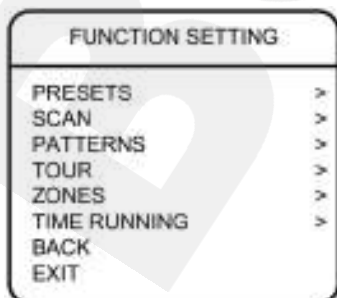 FUNCTION SETTING
PRESETS >
SCAN >
PATTERNS >
TOUR >
ZONES >
TIME RUNNING >
BACK
EXIT